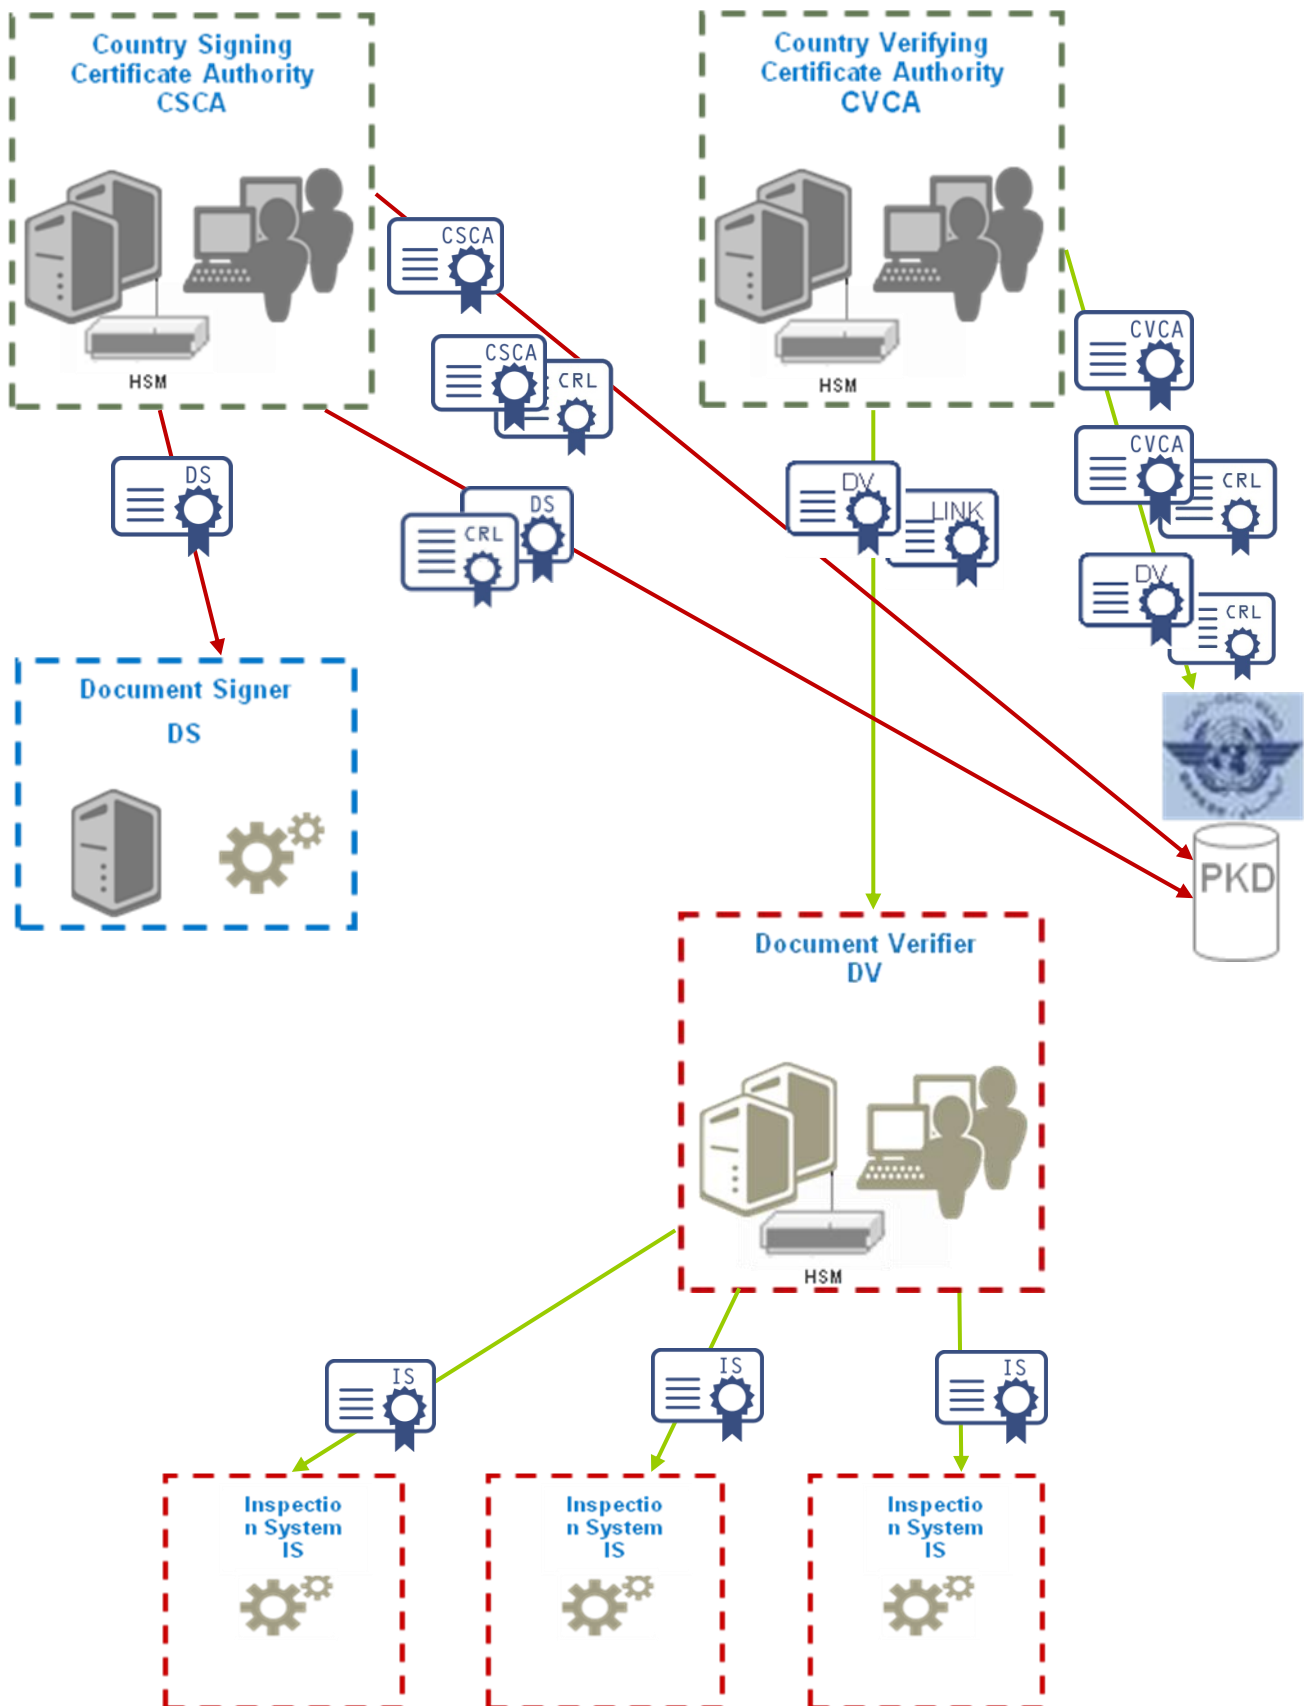 Country Signing
Certificate Authority
CSCA
HSM
Country Verifying
Certificate Authority
CVCA
HSM
CSCA
CSCA
CRL
DS
DS
CRL
DV
LINK
CVCA
CVCA
CRL
DV
CRL
Document Signer
DS
PKD
Document Verifier
DV
HSM
IS
IS
IS
Inspectio
n System
IS
Inspectio
n System
IS
Inspectio
n System
IS